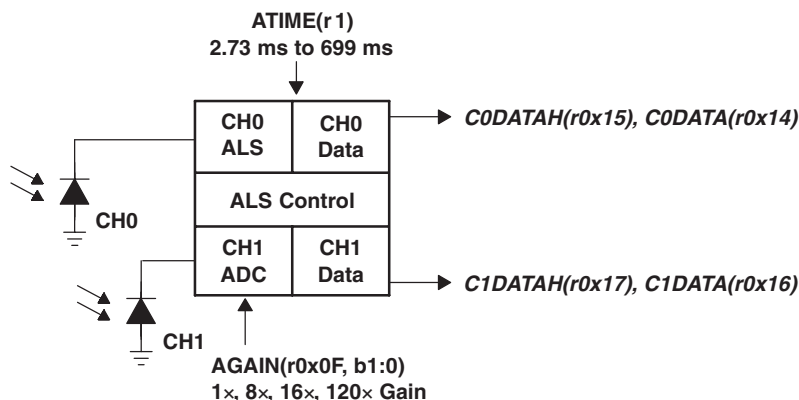 ATIME(r 1)
2.73 ms to 699 ms
CH0
ALS
CH0
Data
C0DATAH(r0x15), C0DATA(r0x14)
ALS Control
CH0
CH1
ADC
CH1
Data
C1DATAH(r0x17), C1DATA(r0x16)
CH1
AGAIN(r0x0F, b1:0)
1×, 8×, 16×, 120× Gain